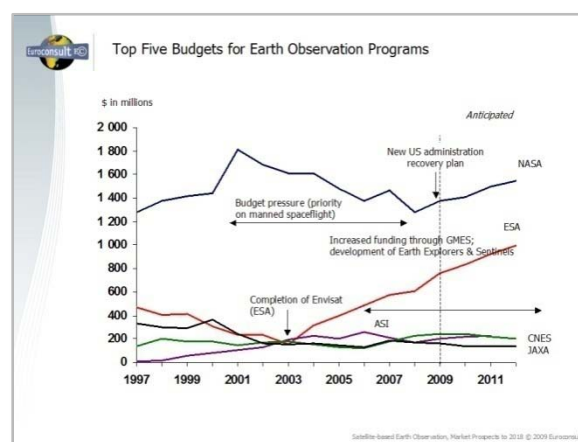 Euroconsult
Top Five Budgets for Earth Observation Programs
$ in millions
Anticipated
2 000
1 800
1 600
1 400
1 200
1 000
800
600
400
200
0
New US administration
recovery plan
NASA
Budget pressure (priority
on manned spaceflight)
ESA
Increased funding through GMES;
development of Earth Explorers & Sentinels
Completion of Envisat
(ESA)
ASI
CNES
JAXA
1997 1999 2001 2003 2005 2007 2009 2011
Satellite-based Earth Observation, Market Prospects to 2018 © 2009 Euroconsult